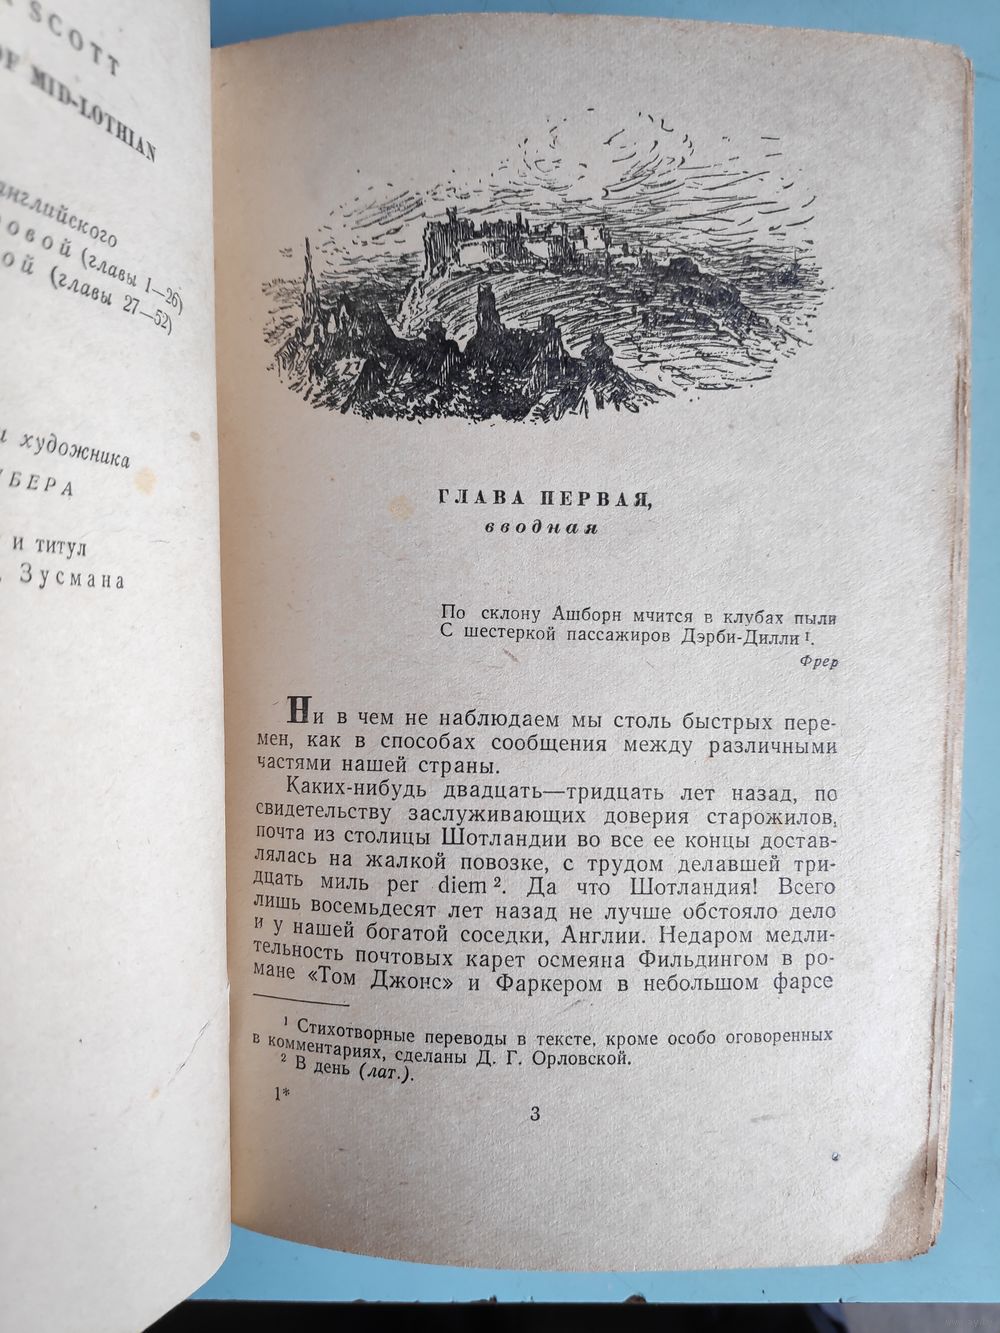 SCOTT
OF MID-LOTHIAN
английского
овой (главы 1—26)
ой (главы 27—52)
художника
БЕРА
и титул
Зусмана
ГЛАВА ПЕРВАЯ,
вводная
По склону Ашборн мчится в клубах пыли
С шестеркой пассажиров Дэрби-Дилли 1.
Фрер
Ни в чем не наблюдаем мы столь быстрых пере-
мен, как в способах сообщения между различными
частями нашей страны.
Каких-нибудь двадцать—тридцать лет назад, по
свидетельству заслуживающих доверия старожилов,
почта из столицы Шотландии во все ее концы достав-
лялась на жалкой повозке, с трудом делавшей три-
дцать миль per diem 2. Да что Шотландия! Всего
лишь восемьдесят лет назад не лучше обстояло дело
и у нашей богатой соседки, Англии. Недаром медли-
тельность почтовых карет осмеяна Фильдингом в ро-
мане «Том Джонс» и Фаркером в небольшом фарсе
1 Стихотворные переводы в тексте, кроме особо оговоренных
в комментариях, сделаны Д. Г. Орловской.
2 В день (лат.).
1*
3